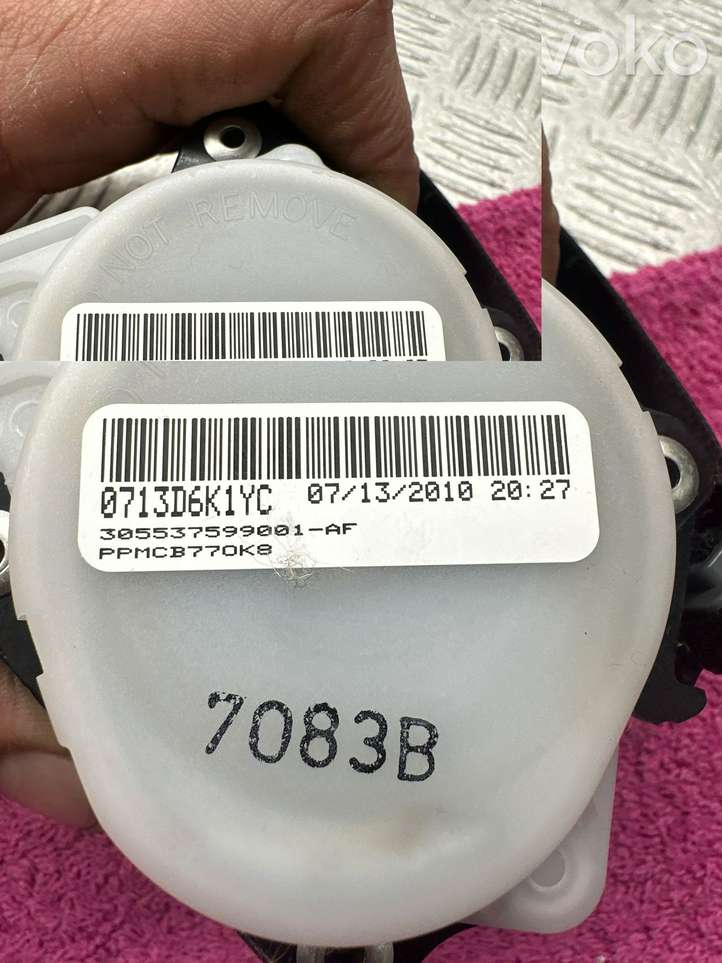 voko
NOT REMOVE
0713D6K1YC 07/13/2010 20:27
305537599001-AF
PPMCB770K8
7083B